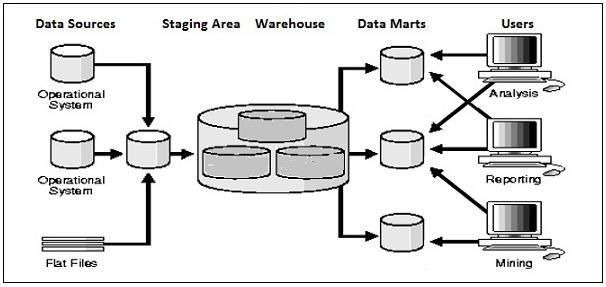 Data Sources Staging Area Warehouse Data Marts Users
Operational
System
Analysis
Operational
System
Reporting
Flat Files
Mining